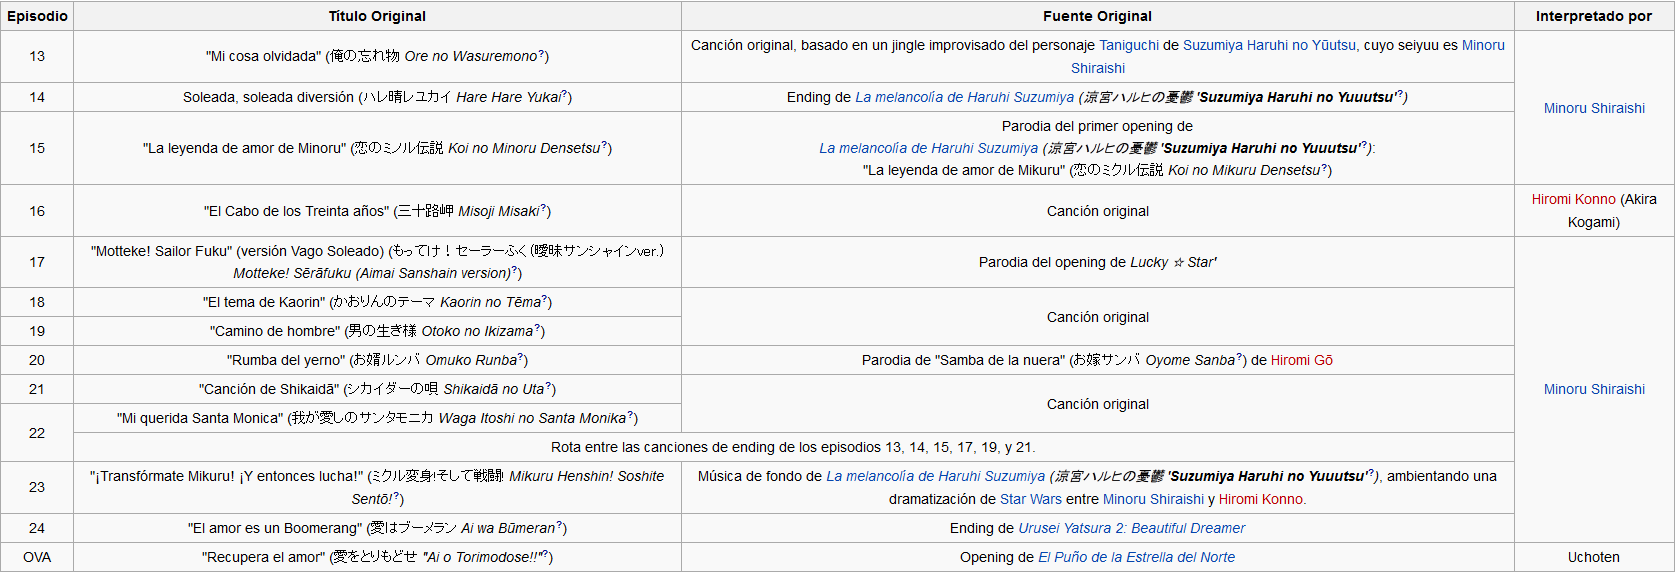 Episodio Título Original Fuente Original Interpretado por
13 "Mi cosa olvidada" (俺の忘れ物 Ore no Wasuremono?) Canción original, basado en un jingle improvisado del personaje Taniguchi de Suzumiya Haruhi no Yūutsu, cuyo seiyuu es Minoru
Shiraishi
Minoru Shiraishi
14 Soleada, soleada diversión (ハレ晴レユカイ Hare Hare Yukai?) Ending de La melancolía de Haruhi Suzumiya (涼宮ハルヒの憂鬱 'Suzumiya Haruhi no Yuuutsu'?)
15 "La leyenda de amor de Minoru" (恋のミノル伝説 Koi no Minoru Densetsu?) Parodia del primer opening de
La melancolía de Haruhi Suzumiya (涼宮ハルヒの憂鬱 'Suzumiya Haruhi no Yuuutsu'?):
"La leyenda de amor de Mikuru" (恋のミクル伝説 Koi no Mikuru Densetsu?)
16 "El Cabo de los Treinta años" (三十路岬 Misoji Misaki?) Canción original Hiromi Konno (Akira
Kogami)
17 "Motteke! Sailor Fuku" (versión Vago Soleado) (もってけ！セーラーふく（曖昧サンシャインver.）
Motteke! Sērāfuku (Aimai Sanshain version)?) Parodia del opening de Lucky ☆ Star'
18 "El tema de Kaorin" (かおりんのテーマ Kaorin no Tēma?) Canción original
19 "Camino de hombre" (男の生き様 Otoko no Ikizama?)
20 "Rumba del yerno" (お婿ルンバ Omuko Runba?) Parodia de "Samba de la nuera" (お嫁サンバ Oyome Sanba?) de Hiromi Gō
21 "Canción de Shikaidā" (シカイダーの唄 Shikaidā no Uta?) Canción original
Minoru Shiraishi
22 "Mi querida Santa Monica" (我が愛しのサンタモニカ Waga Itoshi no Santa Monika?)
Rota entre las canciones de ending de los episodios 13, 14, 15, 17, 19, y 21.
23 "¡Transfórmate Mikuru! ¡Y entonces lucha!" (ミクル変身!そして戦闘! Mikuru Henshin! Soshite
Sentō!?) Música de fondo de La melancolía de Haruhi Suzumiya (涼宮ハルヒの憂鬱 'Suzumiya Haruhi no Yuuutsu'?), ambientando una
dramatización de Star Wars entre Minoru Shiraishi y Hiromi Konno.
24 "El amor es un Boomerang" (愛はブーメラン Ai wa Būmeran?) Ending de Urusei Yatsura 2: Beautiful Dreamer
OVA "Recupera el amor" (愛をとりもどせ "Ai o Torimodose!!"?) Opening de El Puño de la Estrella del Norte Uchoten